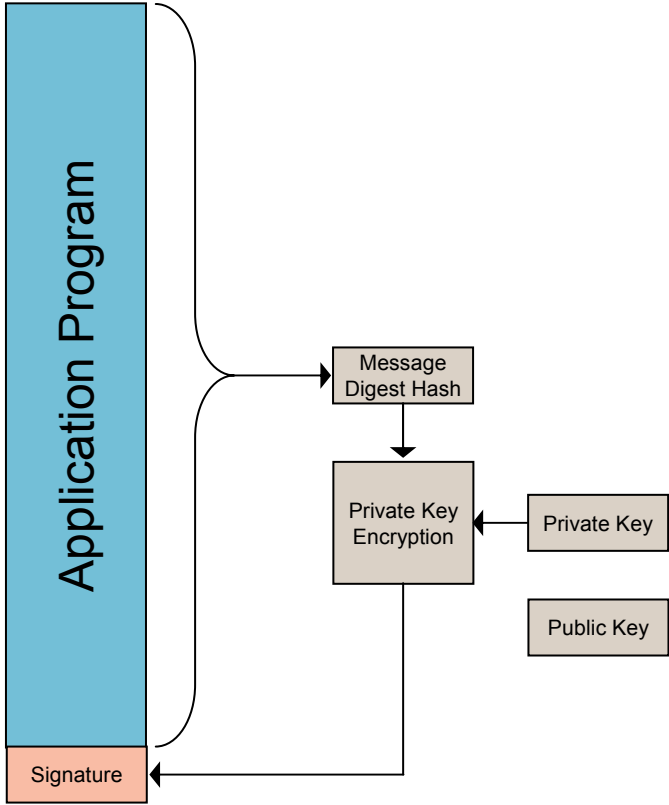 Application Program
Message
Digest Hash
Private Key
Encryption
Private Key
Public Key
Signature